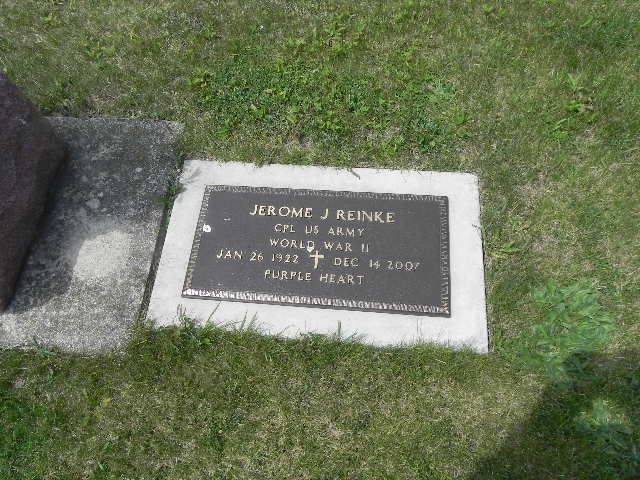 JEROME J REINKE
CPL US ARMY
WORLD WAR II
JAN 26 1922 DEC 14 2007
PURPLE HEART